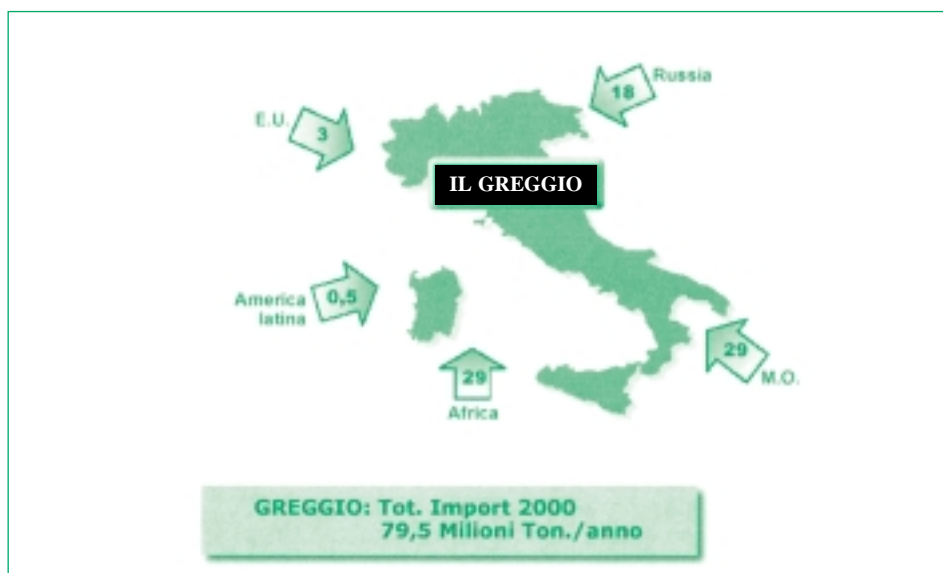 Russia
18
E.U.
3
IL GREGGIO
America
latina
0,5
29
M.O.
29
Africa
GREGGIO: Tot. Import 2000
79,5 Milioni Ton./anno